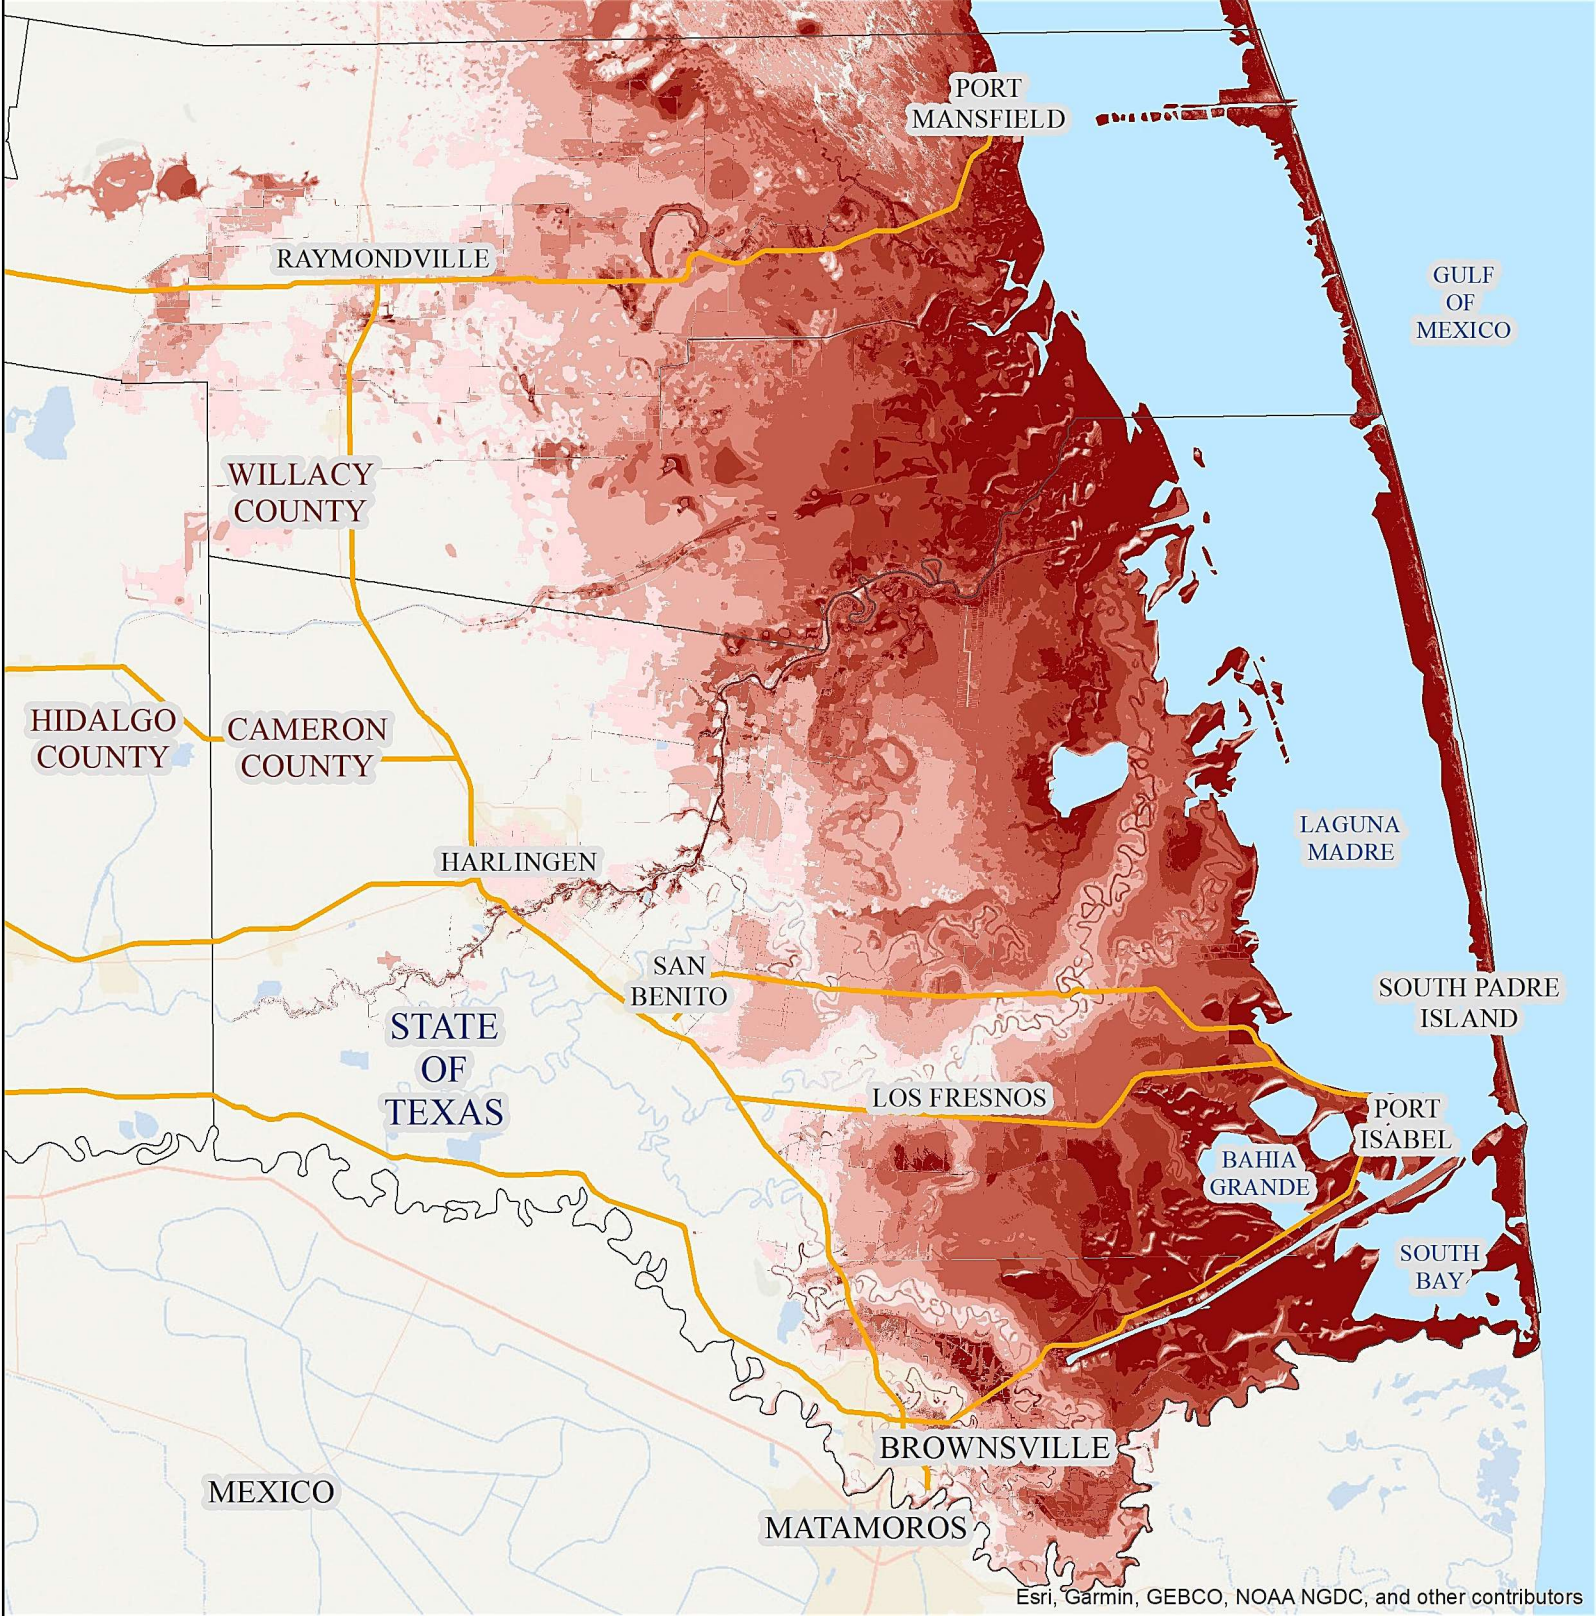 PORT
MANSFIELD
RAYMONDVILLE
GULF
OF
MEXICO
WILLACY
COUNTY
HIDALGO
COUNTY
CAMERON
COUNTY
LAGUNA
MADRE
HARLINGEN
SAN
BENITO
SOUTH PADRE
ISLAND
STATE
OF
TEXAS
LOS FRESNOS
PORT
ISABEL
BAHIA
GRANDE
SOUTH
BAY
BROWNSVILLE
MEXICO
MATAMOROS
Esri, Garmin, GEBCO, NOAA NGDC, and other contributors